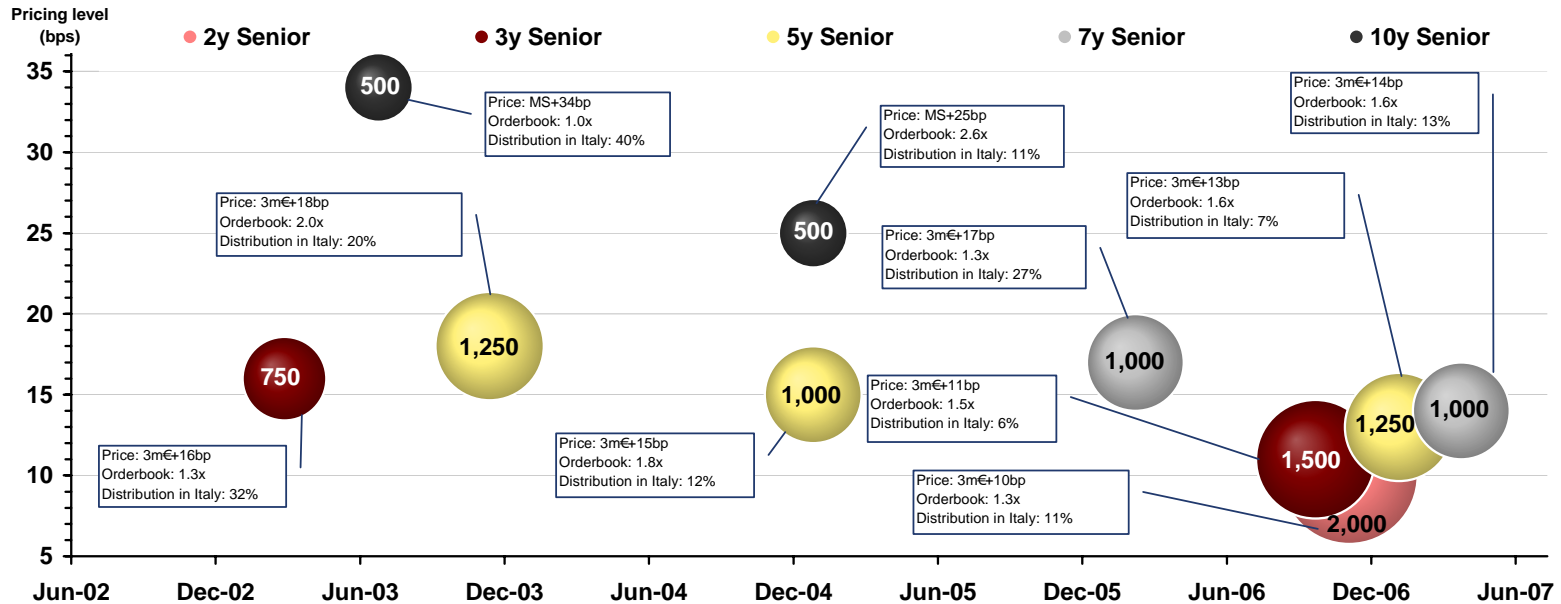 Pricing level
(bps)
2y Senior
3y Senior
5y Senior
7y Senior
10y Senior
35
30
25
20
15
10
5
500
Price: MS+34bp
Orderbook: 1.0x
Distribution in Italy: 40%
Price: MS+25bp
Orderbook: 2.6x
Distribution in Italy: 11%
Price: 3m€+14bp
Orderbook: 1.6x
Distribution in Italy: 13%
Price: 3m€+18bp
Orderbook: 2.0x
Distribution in Italy: 20%
500
Price: 3m€+17bp
Orderbook: 1.3x
Distribution in Italy: 27%
Price: 3m€+13bp
Orderbook: 1.6x
Distribution in Italy: 7%
750
1,250
1,000
1,000
Price: 3m€+11bp
Orderbook: 1.5x
Distribution in Italy: 6%
1,500
1,250
1,000
2,000
Price: 3m€+16bp
Orderbook: 1.3x
Distribution in Italy: 32%
Price: 3m€+15bp
Orderbook: 1.8x
Distribution in Italy: 12%
Price: 3m€+10bp
Orderbook: 1.3x
Distribution in Italy: 11%
Jun-02
Dec-02
Jun-03
Dec-03
Jun-04
Dec-04
Jun-05
Dec-05
Jun-06
Dec-06
Jun-07